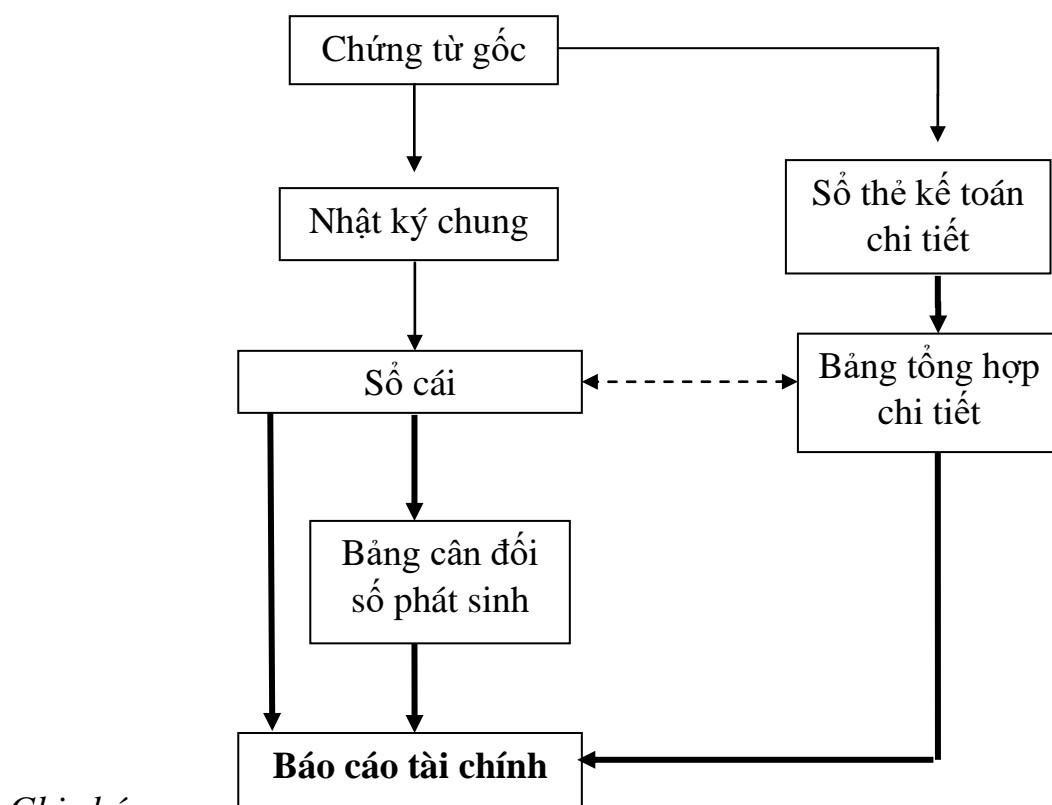 Chứng từ gốc
Nhật ký chung
Sổ thẻ kế toán
chi tiết
Sổ cái
Bảng tổng hợp
chi tiết
Bảng cân đối
số phát sinh
Báo cáo tài chính